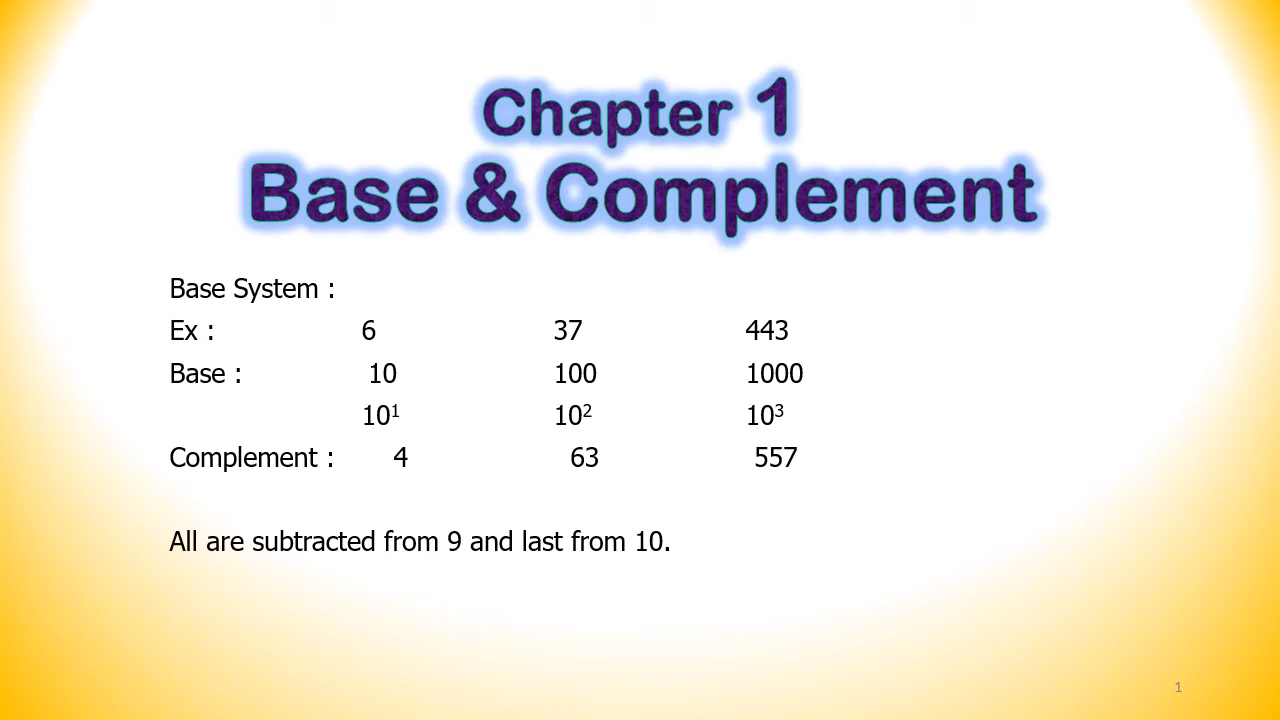 Chapter 1
Base & Complement
Base System :
Ex : 6 37 443
Base : 10 100 1000
10¹ 10² 10³
Complement : 4 63 557
All are subtracted from 9 and last from 10.
1